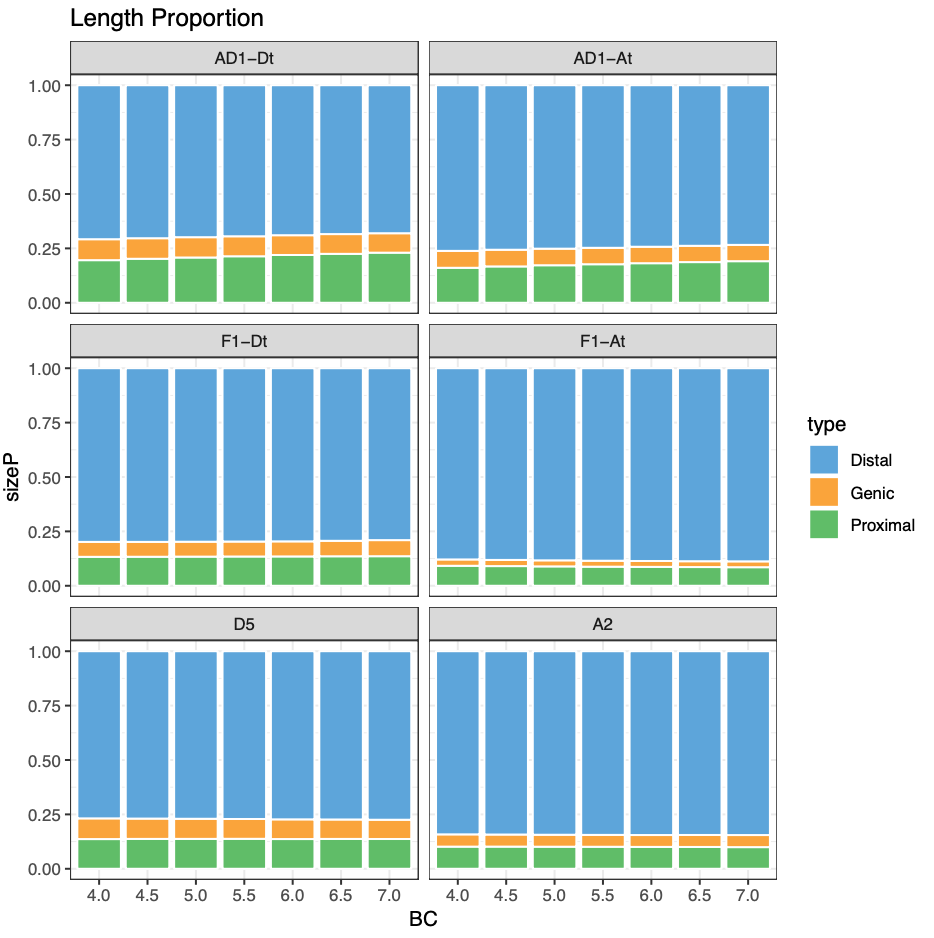 Length Proportion
AD1−Dt
AD1−At
1.00
0.75
0.50
0.25
0.00
F1−Dt
F1−At
1.00
0.75
0.50
0.25
0.00
sizeP
D5
A2
1.00
0.75
0.50
0.25
0.00
4.0 4.5 5.0 5.5 6.0 6.5 7.0
4.0 4.5 5.0 5.5 6.0 6.5 7.0
BC
type
Distal
Genic
Proximal